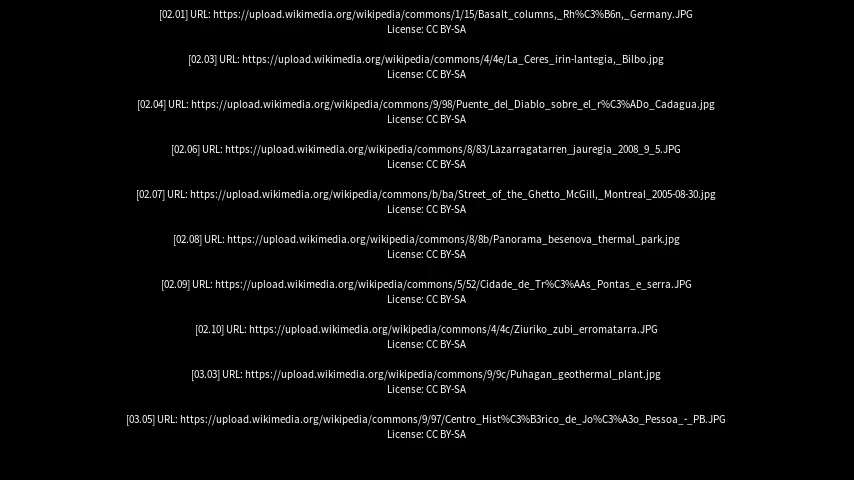 [02.01] URL: https://upload.wikimedia.org/wikipedia/commons/1/15/Basalt_columns,_Rh%C3%B6n,_Germany.JPG
License: CC BY-SA
[02.03] URL: https://upload.wikimedia.org/wikipedia/commons/4/4e/La_Ceres_irin-lantegia,_Bilbo.jpg
License: CC BY-SA
[02.04] URL: https://upload.wikimedia.org/wikipedia/commons/9/98/Puente_del_Diablo_sobre_el_r%C3%ADo_Cadagua.jpg
License: CC BY-SA
[02.06] URL: https://upload.wikimedia.org/wikipedia/commons/8/83/Lazarragatarren_jauregia_2008_9_5.JPG
License: CC BY-SA
[02.07] URL: https://upload.wikimedia.org/wikipedia/commons/b/ba/Street_of_the_Ghetto_McGill,_Montreal_2005-08-30.jpg
License: CC BY-SA
[02.08] URL: https://upload.wikimedia.org/wikipedia/commons/8/8b/Panorama_besenova_thermal_park.jpg
License: CC BY-SA
[02.09] URL: https://upload.wikimedia.org/wikipedia/commons/5/52/Cidade_de_Tr%C3%AAs_Pontas_e_serra.JPG
License: CC BY-SA
[02.10] URL: https://upload.wikimedia.org/wikipedia/commons/4/4c/Ziuriko_zubi_erromatarra.JPG
License: CC BY-SA
[03.03] URL: https://upload.wikimedia.org/wikipedia/commons/9/9c/Puhagan_geothermal_plant.jpg
License: CC BY-SA
[03.05] URL: https://upload.wikimedia.org/wikipedia/commons/9/97/Centro_Hist%C3%B3rico_de_Jo%C3%A3o_Pessoa_-_PB.JPG
License: CC BY-SA